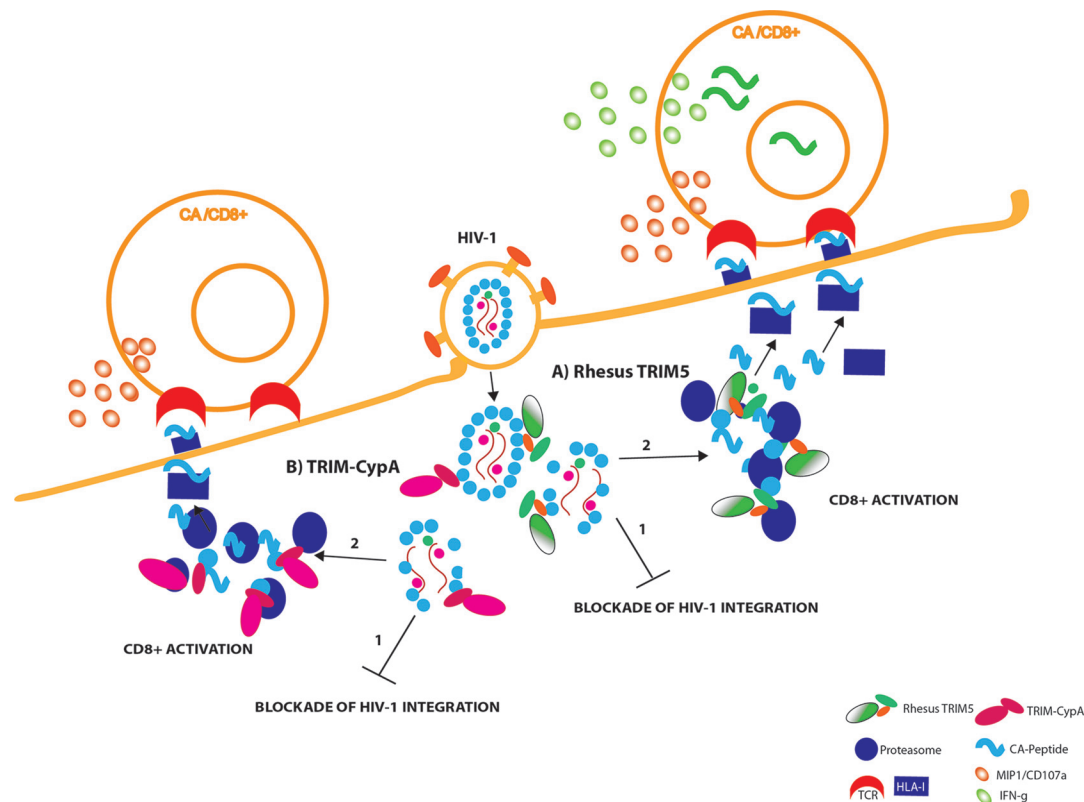 CA/CD8+
CA/CD8+
HIV-1
A) Rhesus TRIM5
B) TRIM-CypA
2
1
CD8+ ACTIVATION
2
1
BLOCKADE OF HIV-1 INTEGRATION
CD8+ ACTIVATION
BLOCKADE OF HIV-1 INTEGRATION
Rhesus TRIM5
TRIM-CypA
Proteasome
CA-Peptide
MIP1/CD107a
TCR
HLA-I
IFN-g